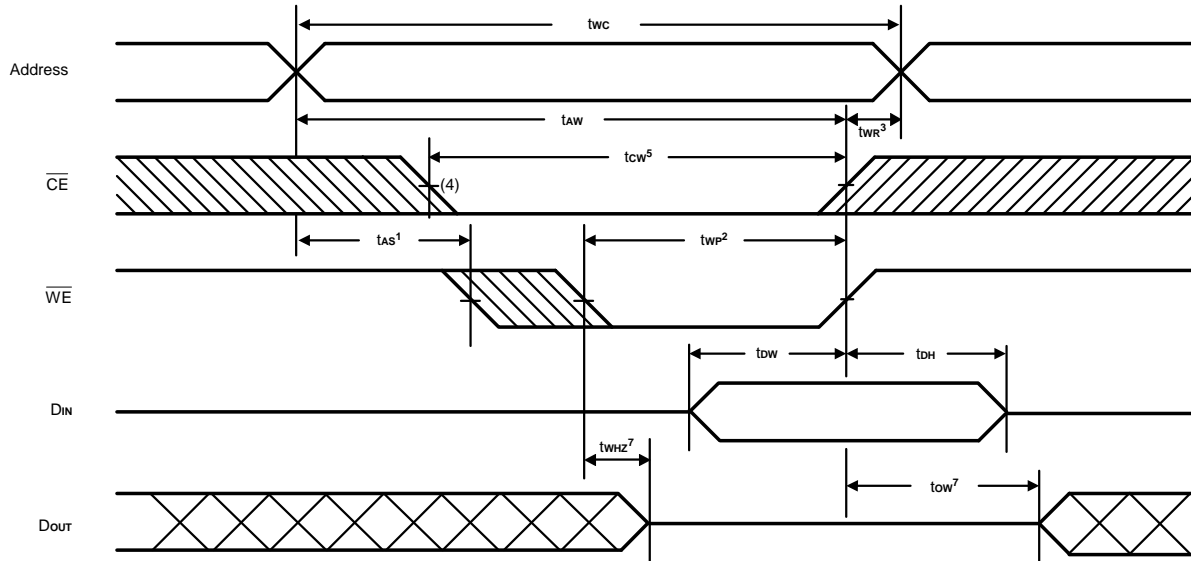 tWC
Address
tAW
tWR³
tCW⁵
CE
(4)
tAS¹
tWP²
WE
tDW
tDH
DIN
tWHZ⁷
tOW⁷
DOUT